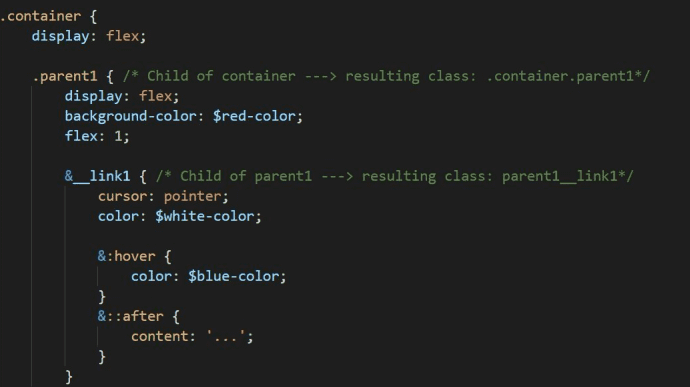 .container {
display: flex;
.parent1 { /* Child of container ---> resulting class: .container.parent1*/
display: flex;
background-color: $red-color;
flex: 1;
&__link1 { /* Child of parent1 ---> resulting class: parent1__link1*/
cursor: pointer;
color: $white-color;
&:hover {
color: $blue-color;
}
&::after {
content: '...';
}
}